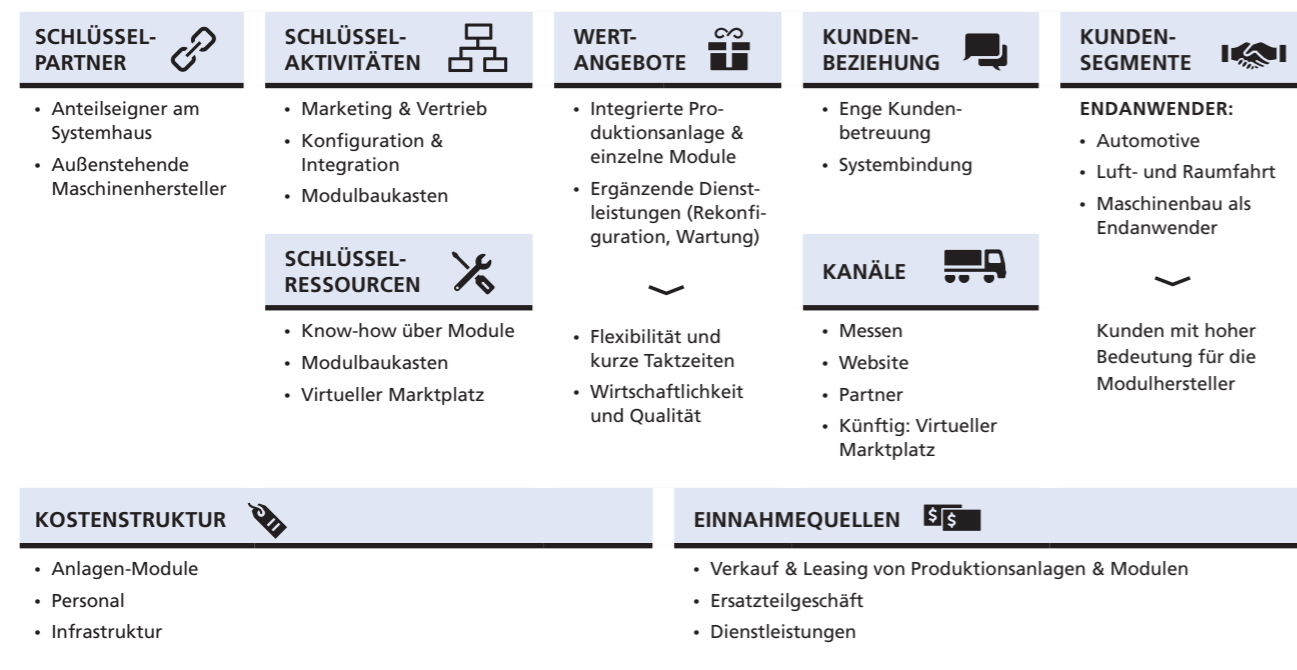 SCHLÜSSEL-
PARTNER
• Anteilseigner am
Systemhaus
• Außenstehende
Maschinenhersteller
SCHLÜSSEL-
AKTIVITÄTEN
• Marketing & Vertrieb
• Konfiguration &
Integration
• Modulbaukasten
SCHLÜSSEL-
RESSOURCEN
• Know-how über Module
• Modulbaukasten
• Virtueller Marktplatz
WERT-
ANGEBOTE
• Integrierte Pro-
duktionsanlage &
einzelne Module
• Ergänzende Dienst-
leistungen (Rekonfi-
guration, Wartung)
• Flexibilität und
kurze Taktzeiten
• Wirtschaftlichkeit
und Qualität
KUNDEN-
BEZIEHUNG
• Enge Kunden-
betreuung
• Systembindung
KANÄLE
• Messen
• Website
• Partner
• Künftig: Virtueller
Marktplatz
KUNDEN-
SEGMENTE
ENDANWENDER:
• Automotive
• Luft- und Raumfahrt
• Maschinenbau als
Endanwender
Kunden mit hoher
Bedeutung für die
Modulhersteller
KOSTENSTRUKTUR
• Anlagen-Module
• Personal
• Infrastruktur
EINNAHMEQUELLEN
$ $
• Verkauf & Leasing von Produktionsanlagen & Modulen
• Ersatzteilgeschäft
• Dienstleistungen